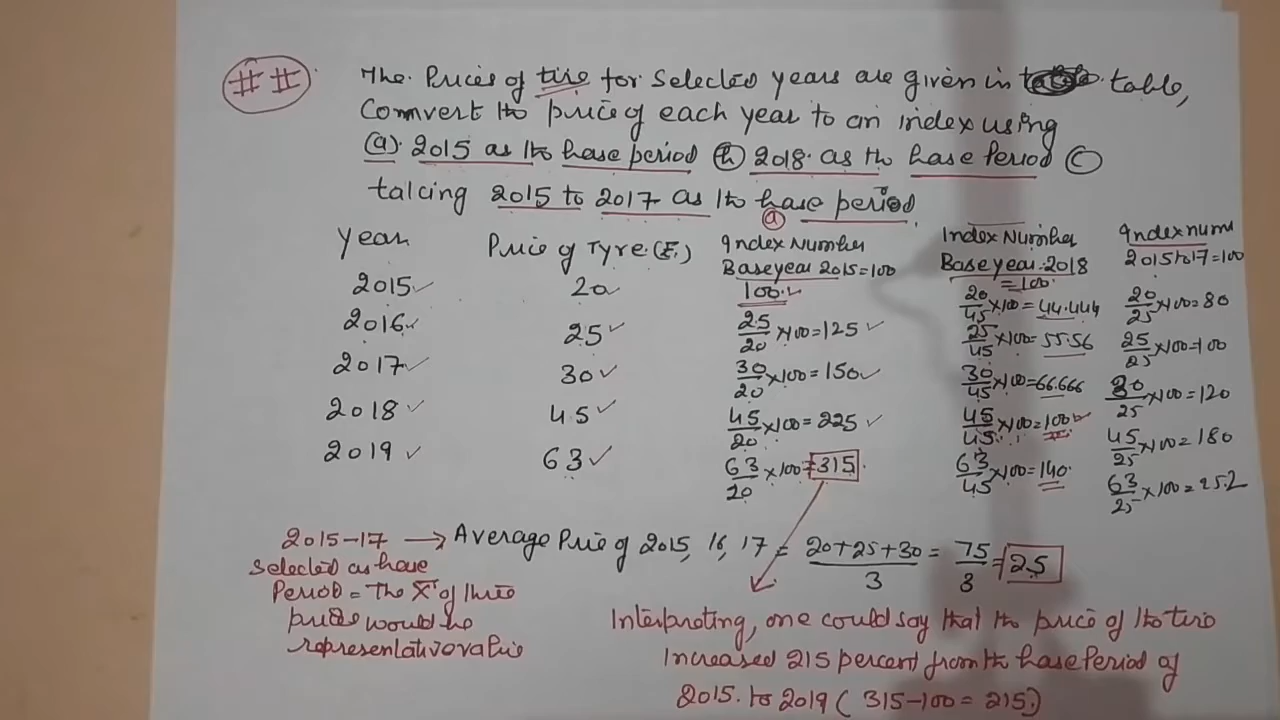 ## The Prices of tire for Selected years are given in table,
Convert the price of each year to an index using
(a). 2015 as the base period (b) 2018. as the base Period (c)
taking 2015 to 2017 as the base period.
Year Price of Tyre.(£.) (a) Index Number Base year 2015=100 Index Number Base year. 2018 = 100. Index num 2015 to 17=100
2015 20 100. 20/45 ×100= 44.444 20/25 ×100= 80
2016 25 25/20 ×100=125 25/45 ×100= 55.56 25/25 ×100=100
2017 30 30/20 ×100=150 30/45 ×100=66.666 30/25 ×100=120
2018 45 45/20 ×100=225 45/45 ×100=100 45/25 ×100=180
2019 63 63/20 ×100=315. 63/45 ×100=140. 63/25 ×100=252
2015-17 → Average Price of 2015, 16, 17 = 20+25+30/3 = 75/3 = 25
Selected as base
Period = The X̄ of three
prices would be
representative value
Interpreting, one could say that the price of the tire
Increased 215 percent from the base Period of
2015. to 2019 ( 315-100 = 215.)